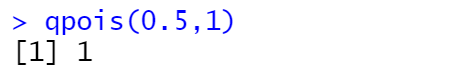 > qpois(0.5,1)
[1] 1